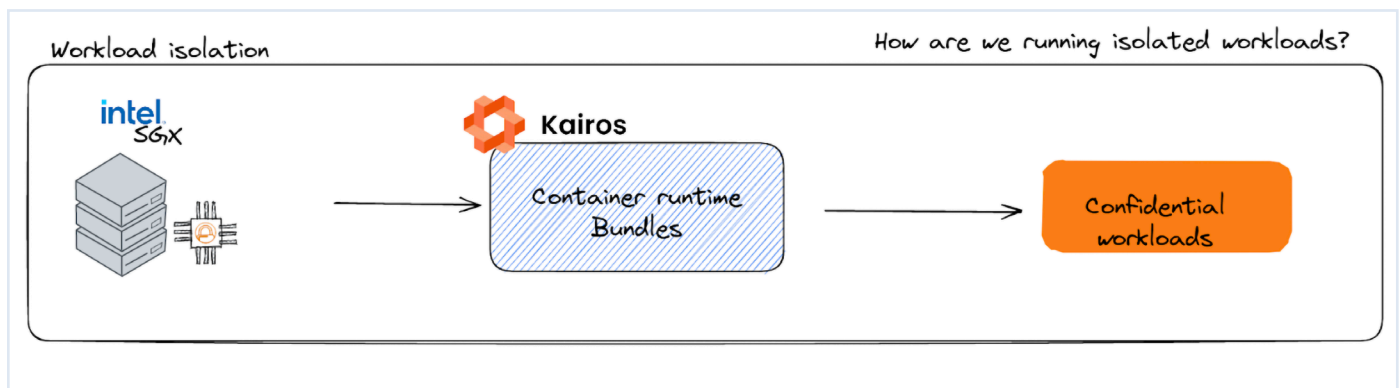 Workload isolation
How are we running isolated workloads?
intel
SGX
Kairos
Container runtime
Bundles
Confidential
workloads